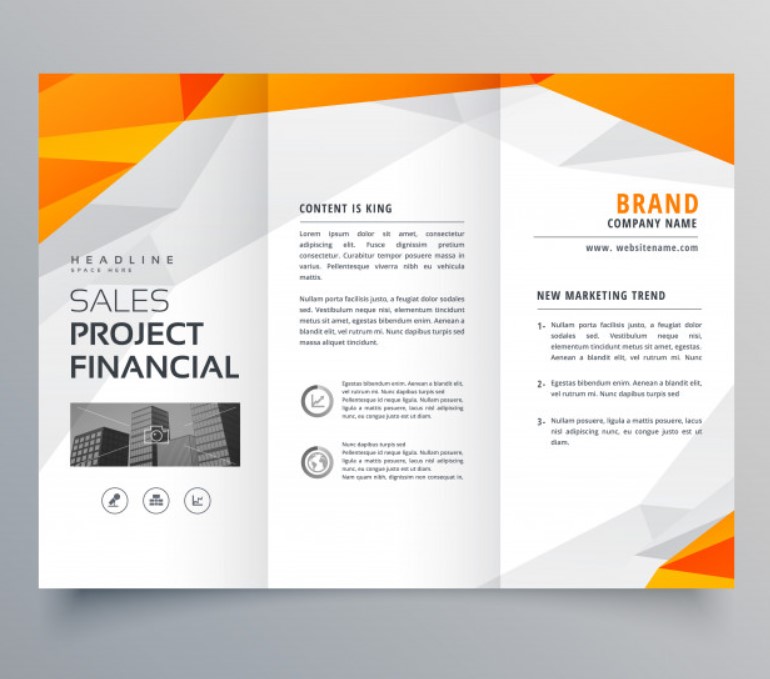 HEADLINE
SPACE HERE
SALES
PROJECT
FINANCIAL
CONTENT IS KING
Lorem ipsum dolor sit amet, consectetur
adipiscing elit. Fusce dignissim pretium
consectetur. Curabitur tempor posuere massa in
varius. Pellentesque viverra nibh eu vehicula
mattis.
Nullam porta facilisis justo, a feugiat dolor sodales
sed. Vestibulum neque nisi, elementum tincidunt
metus sit amet, egestas bibendum enim. Aenean a
blandit elit, vel rutrum mi. Nunc dapibus turpis sed
massa aliquet tincidunt.
Egestas bibendum enim. Aenean a blandit elit,
vel rutrum mi. Nunc dapibus turpis sed
Pellentesque id neque ligula. Nullam posuere,
ligula a mattis posuere, lacus nisl adipiscing
nunc, eu congue justo est ut diam.
Nunc dapibus turpis sed
Pellentesque id neque ligula. Nullam posuere,
ligula a mattis posuere, lacus nisl adipiscing
nunc, eu congue justo est ut diam.
Nam quam nibh, dignissim non consequat in,
BRAND
COMPANY NAME
www. websitename.com
NEW MARKETING TREND
1- Nullam porta facilisis justo, a feugiat dolor
sodales sed. Vestibulum neque nisi,
elementum tincidunt metus sit amet, egestas.
Aenean a blandit elit, vel rutrum mi. Nunc
2- Egestas bibendum enim. Aenean a blandit elit,
vel rutrum mi. Nunc dapibus turpis sed
3- Nullam posuere, ligula a mattis posuere, lacus
nisl adipiscing nunc, eu congue justo est ut
diam.